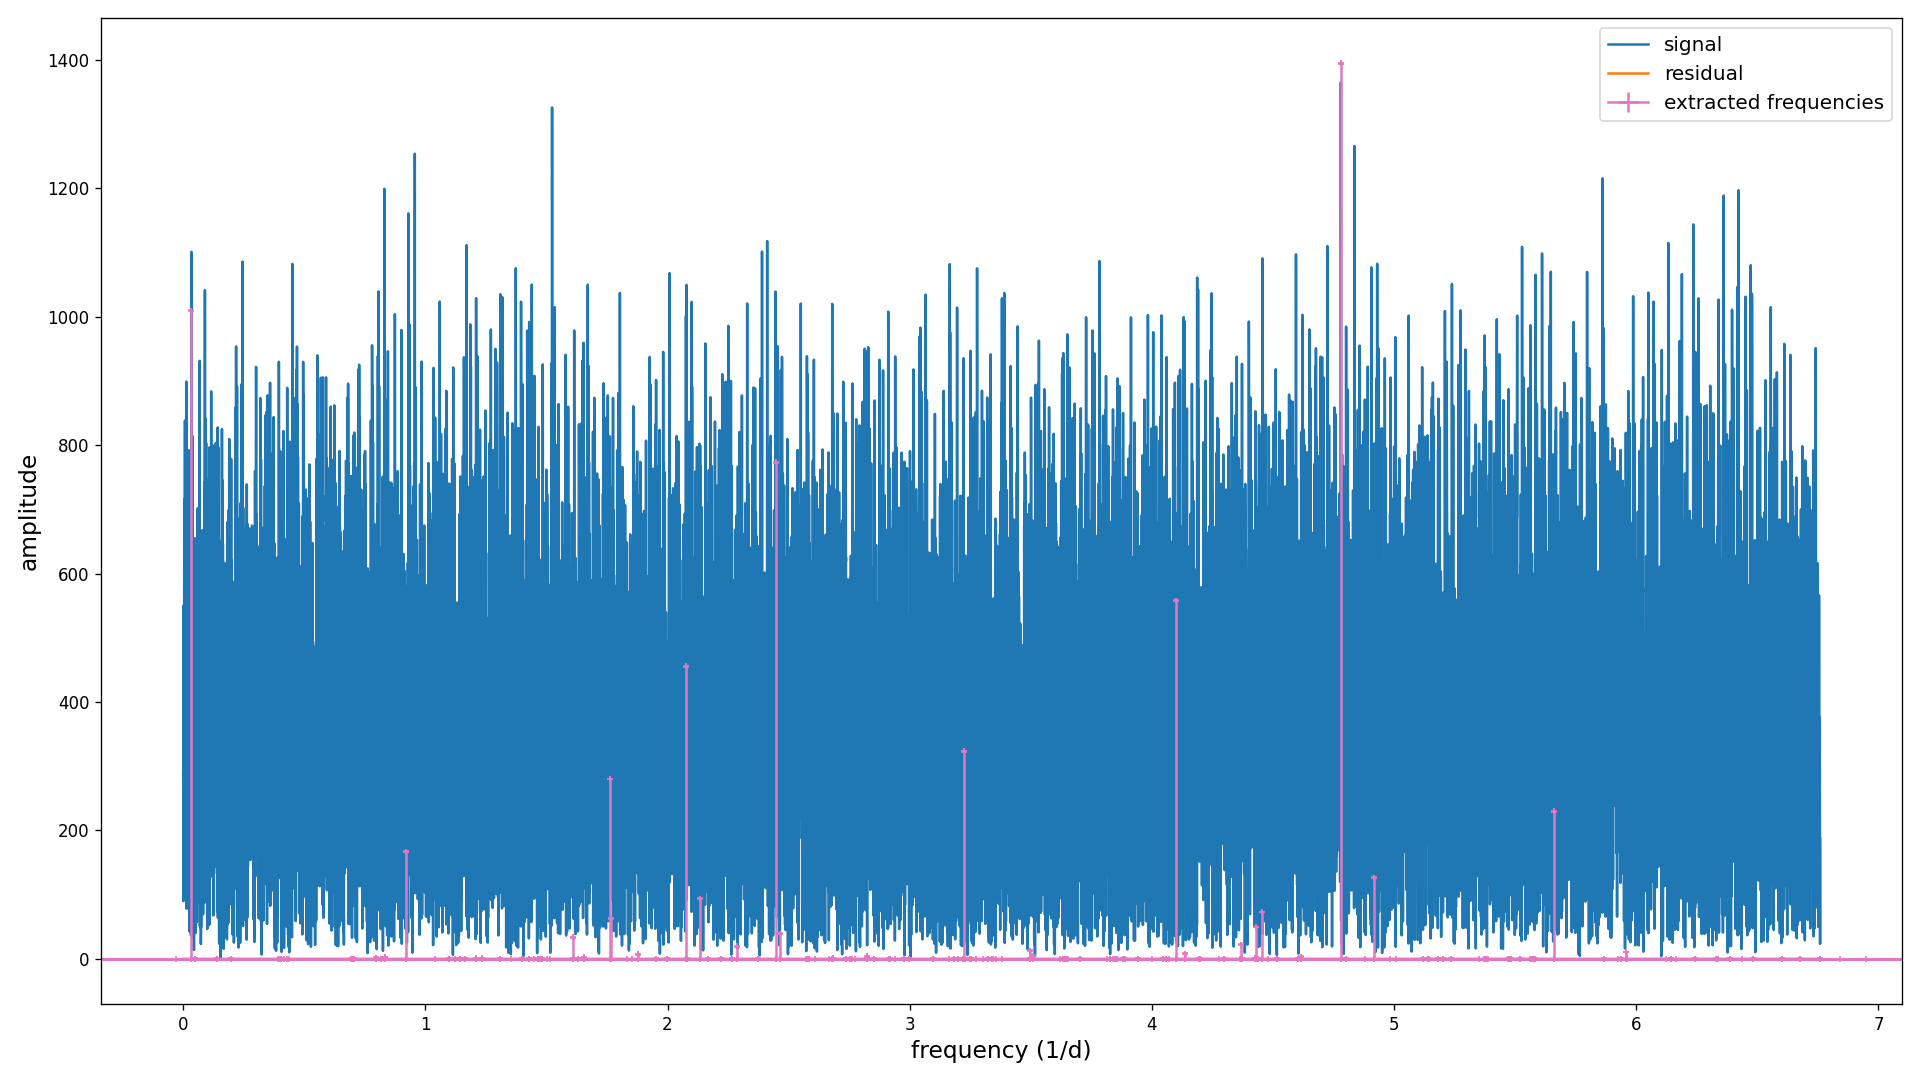 signal
residual
extracted frequencies
amplitude
1400
1200
1000
800
600
400
200
0
0 1 2 3 4 5 6 7
frequency (1/d)